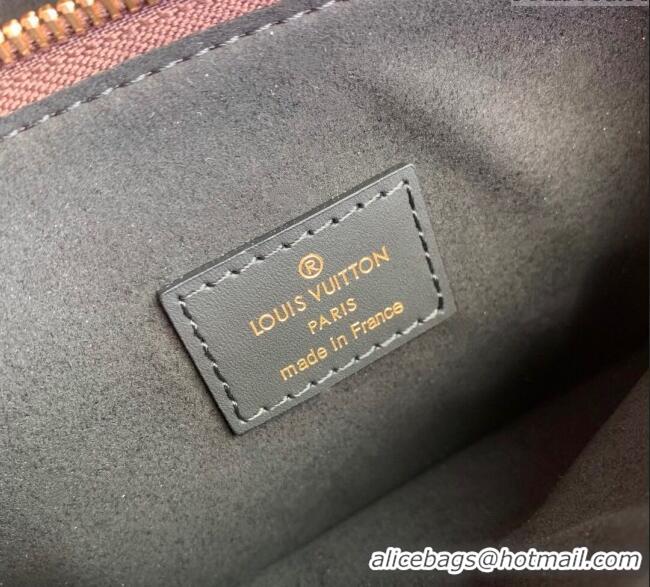 ®
LOUIS VUITTON
PARIS
made in France
alicebags@hotmail.com